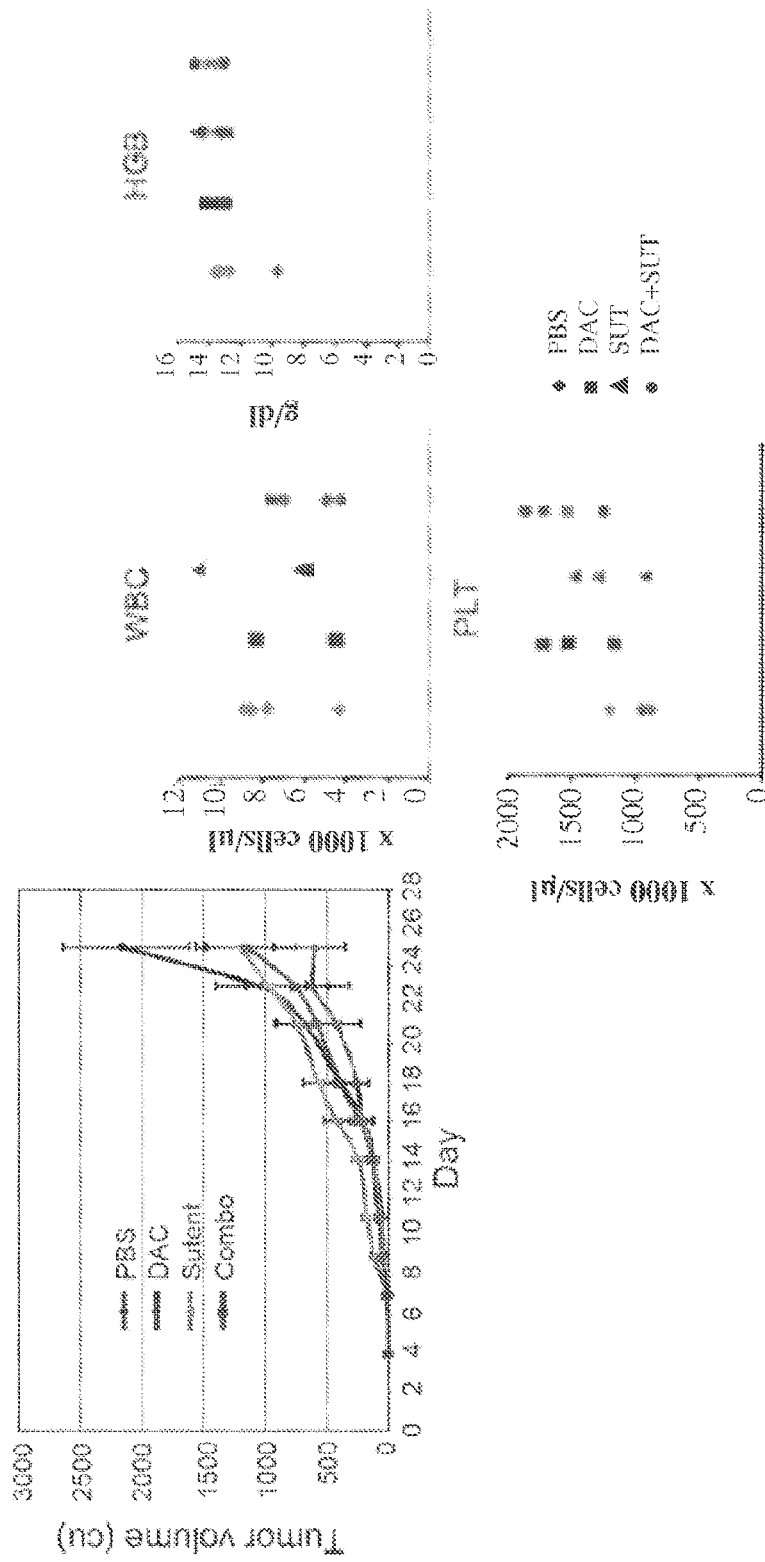 Tumor volume (cu)
3000
2500
2000
1500
1000
500
0
PBS
DAC
Sutent
Combo
0 2 4 6 8 10 12 14 16 18 20 22 24 26 28
Day
WBC
x 1000 cells/µl
12
10
8
6
4
2
0
HGB
g/dl
16
14
12
10
8
6
4
2
0
PLT
x 1000 cells/µl
2000
1500
1000
500
0
PBS
DAC
SUT
DAC+SUT